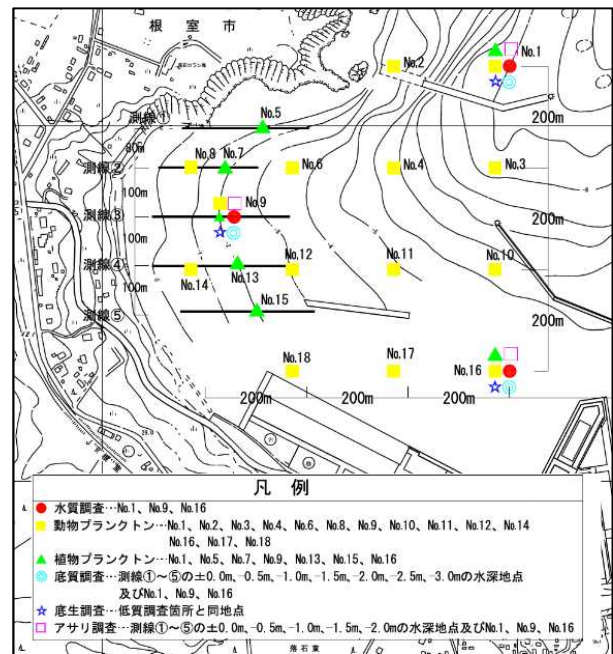 根室市
No.2
No.1
200m
測線①
No.5
80m
測線②
No.8
No.7
No.6
No.4
No.3
100m
200m
測線③
No.9
100m
測線④
No.14
No.13
No.12
No.11
No.10
100m
測線⑤
No.15
200m
No.18
No.17
No.16
200m
200m
200m
凡例
水質調査…No.1、No.9、No.16
動物プランクトン…No.1、No.2、No.3、No.4、No.6、No.8、No.9、No.10、No.11、No.12、No.14
No.16、No.17、No.18
植物プランクトン…No.1、No.5、No.7、No.9、No.13、No.15、No.16
底質調査…測線①～⑤の±0.0m、-0.5m、-1.0m、-1.5m、-2.0m、-2.5m、-3.0mの水深地点
及びNo.1、No.9、No.16
底生調査…低質調査箇所と同地点
アサリ調査…測線①～⑤の±0.0m、-0.5m、-1.0m、-1.5m、-2.0mの水深地点及びNo.1、No.9、No.16